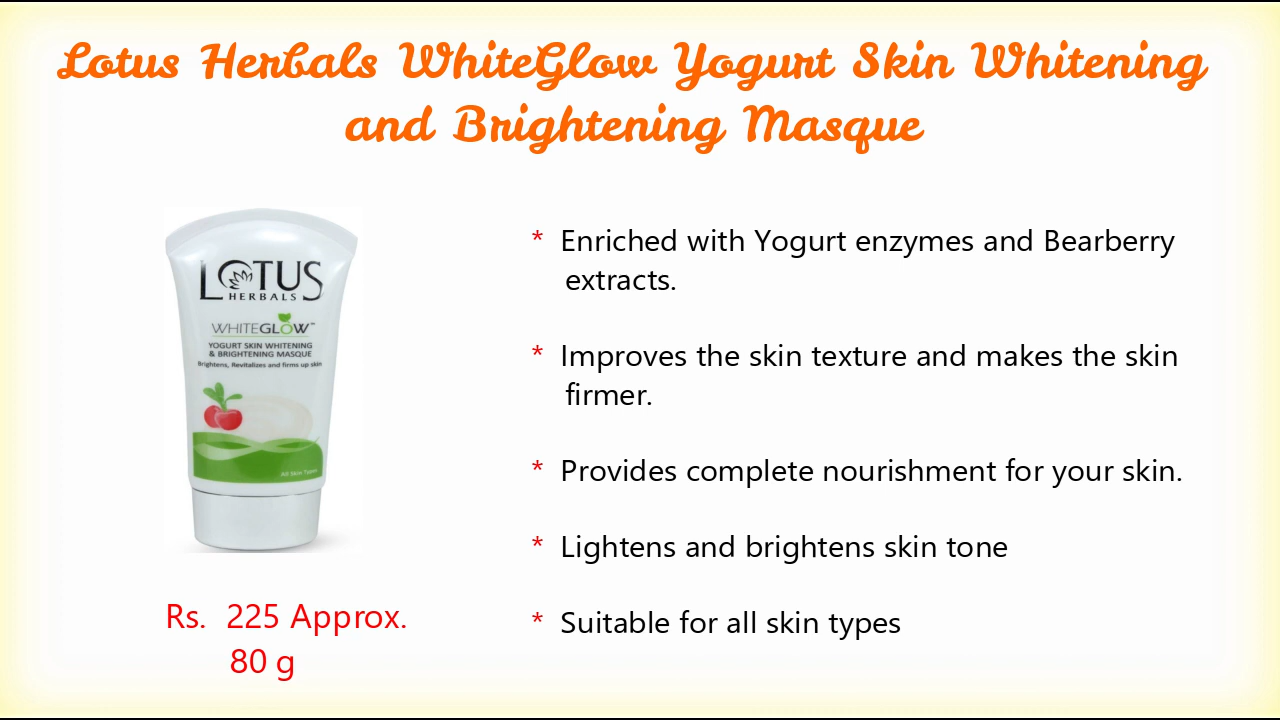 Lotus Herbals WhiteGlow Yogurt Skin Whitening
and Brightening Masque
LOTUS
HERBALS
WHITEGLOW™
YOGURT SKIN WHITENING
& BRIGHTENING MASQUE
Brightens, Revitalizes and firms up skin
All Skin Types
Rs. 225 Approx.
80 g
* Enriched with Yogurt enzymes and Bearberry
extracts.
* Improves the skin texture and makes the skin
firmer.
* Provides complete nourishment for your skin.
* Lightens and brightens skin tone
* Suitable for all skin types